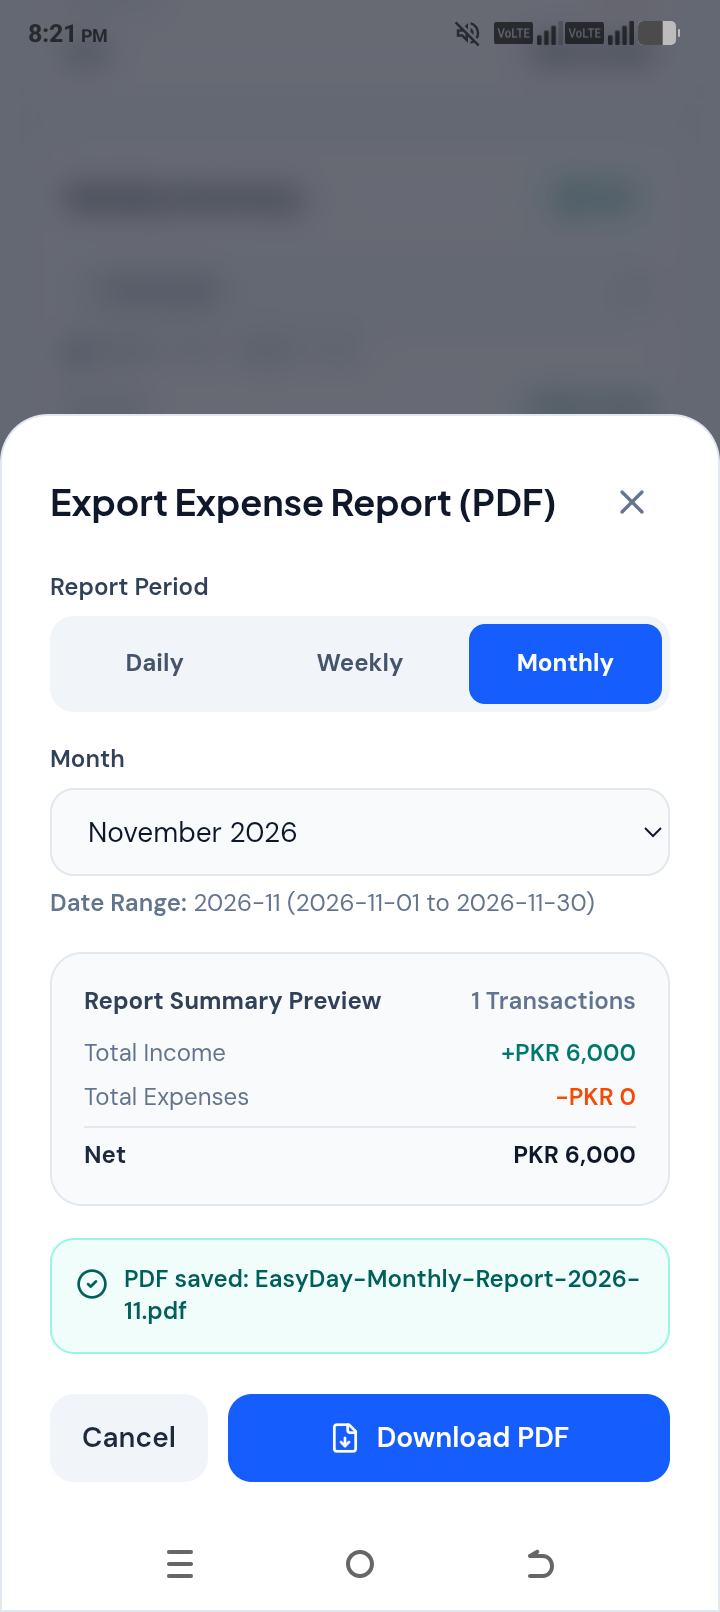 8:21 PM
VoLTE VoLTE
Export Expense Report (PDF)
Report Period
Daily Weekly Monthly
Month
November 2026
Date Range: 2026-11 (2026-11-01 to 2026-11-30)
Report Summary Preview 1 Transactions
Total Income +PKR 6,000
Total Expenses -PKR 0
Net PKR 6,000
PDF saved: EasyDay-Monthly-Report-2026-
11.pdf
Cancel Download PDF